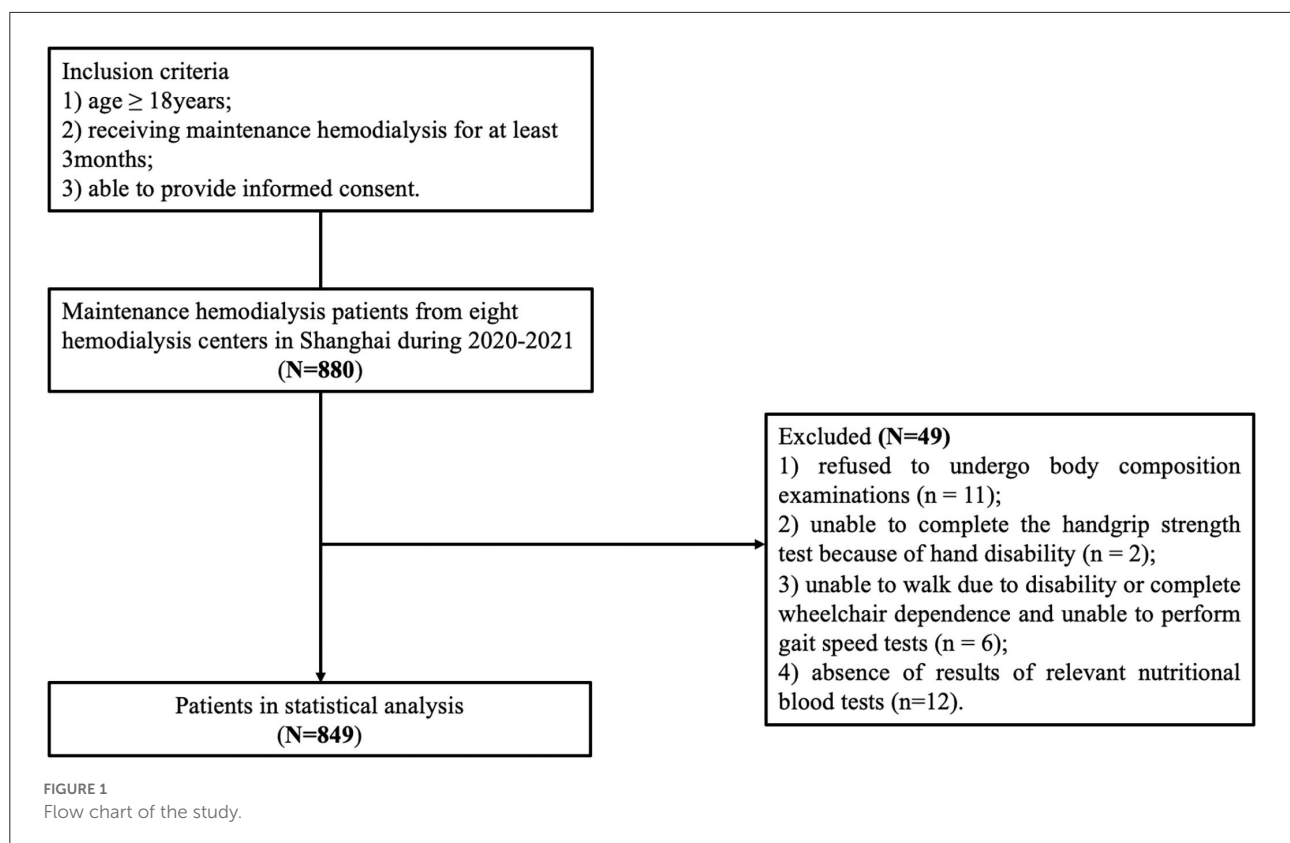 Inclusion criteria
1) age ≥ 18years;
2) receiving maintenance hemodialysis for at least
3months;
3) able to provide informed consent.
Maintenance hemodialysis patients from eight
hemodialysis centers in Shanghai during 2020-2021
(N=880)
Excluded (N=49)
1) refused to undergo body composition
examinations (n = 11);
2) unable to complete the handgrip strength
test because of hand disability (n = 2);
3) unable to walk due to disability or complete
wheelchair dependence and unable to perform
gait speed tests (n = 6);
4) absence of results of relevant nutritional
blood tests (n=12).
Patients in statistical analysis
(N=849)
FIGURE 1
Flow chart of the study.